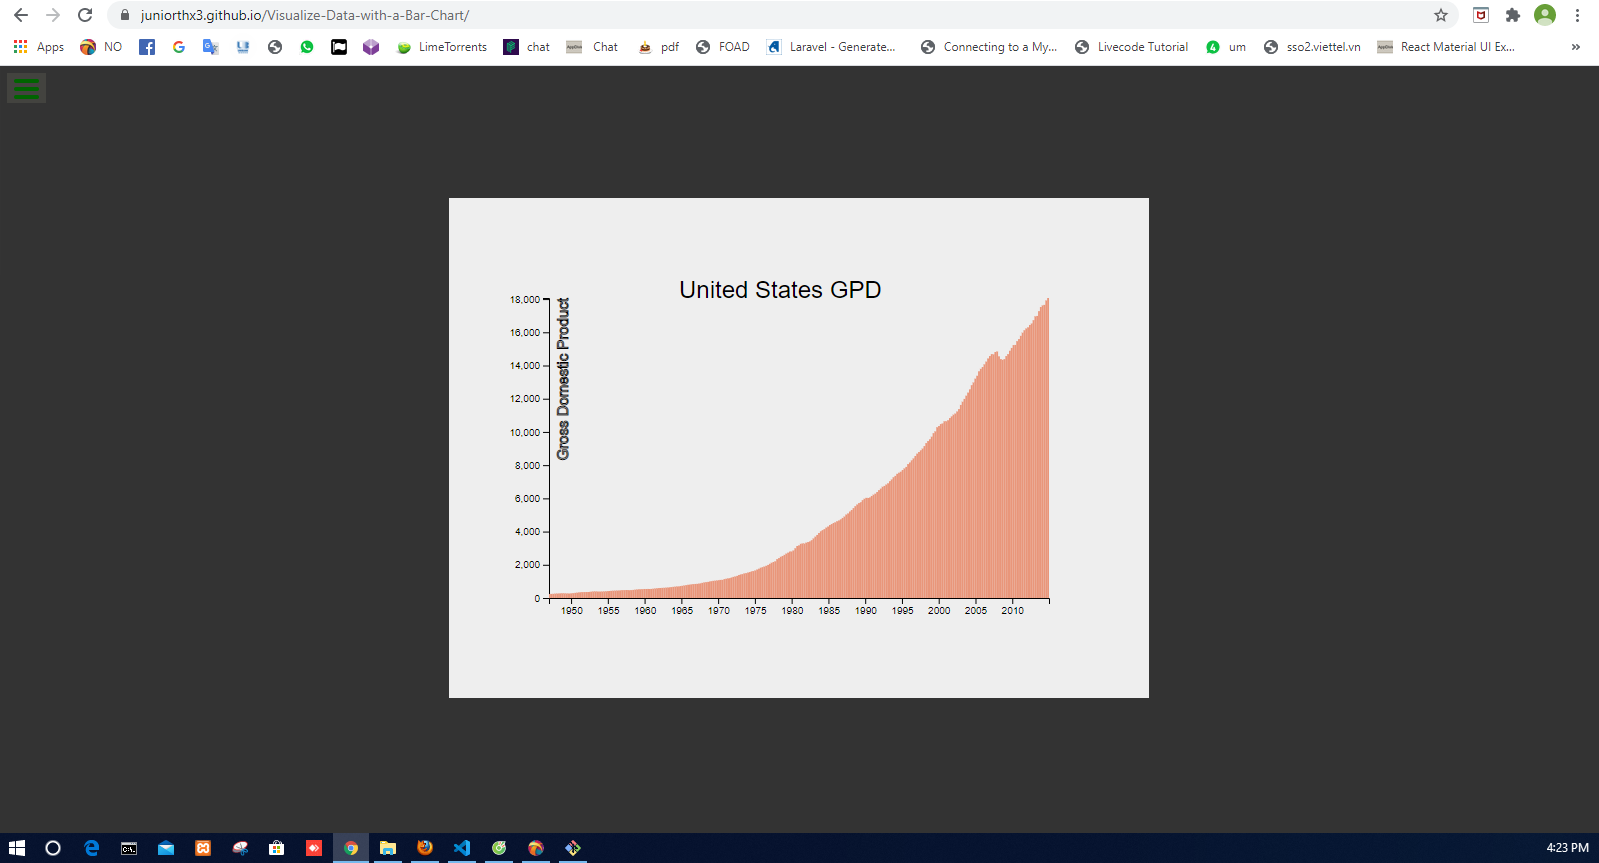 juniorthx3.github.io/Visualize-Data-with-a-Bar-Chart/
Apps NO LimeTorrents chat Chat pdf FOAD Laravel - Generate... Connecting to a My... Livecode Tutorial um sso2.viettel.vn React Material UI Ex... »
United States GPD
Gross Domestic Product
18,000
16,000
14,000
12,000
10,000
8,000
6,000
4,000
2,000
0
1950 1955 1960 1965 1970 1975 1980 1985 1990 1995 2000 2005 2010
4:23 PM